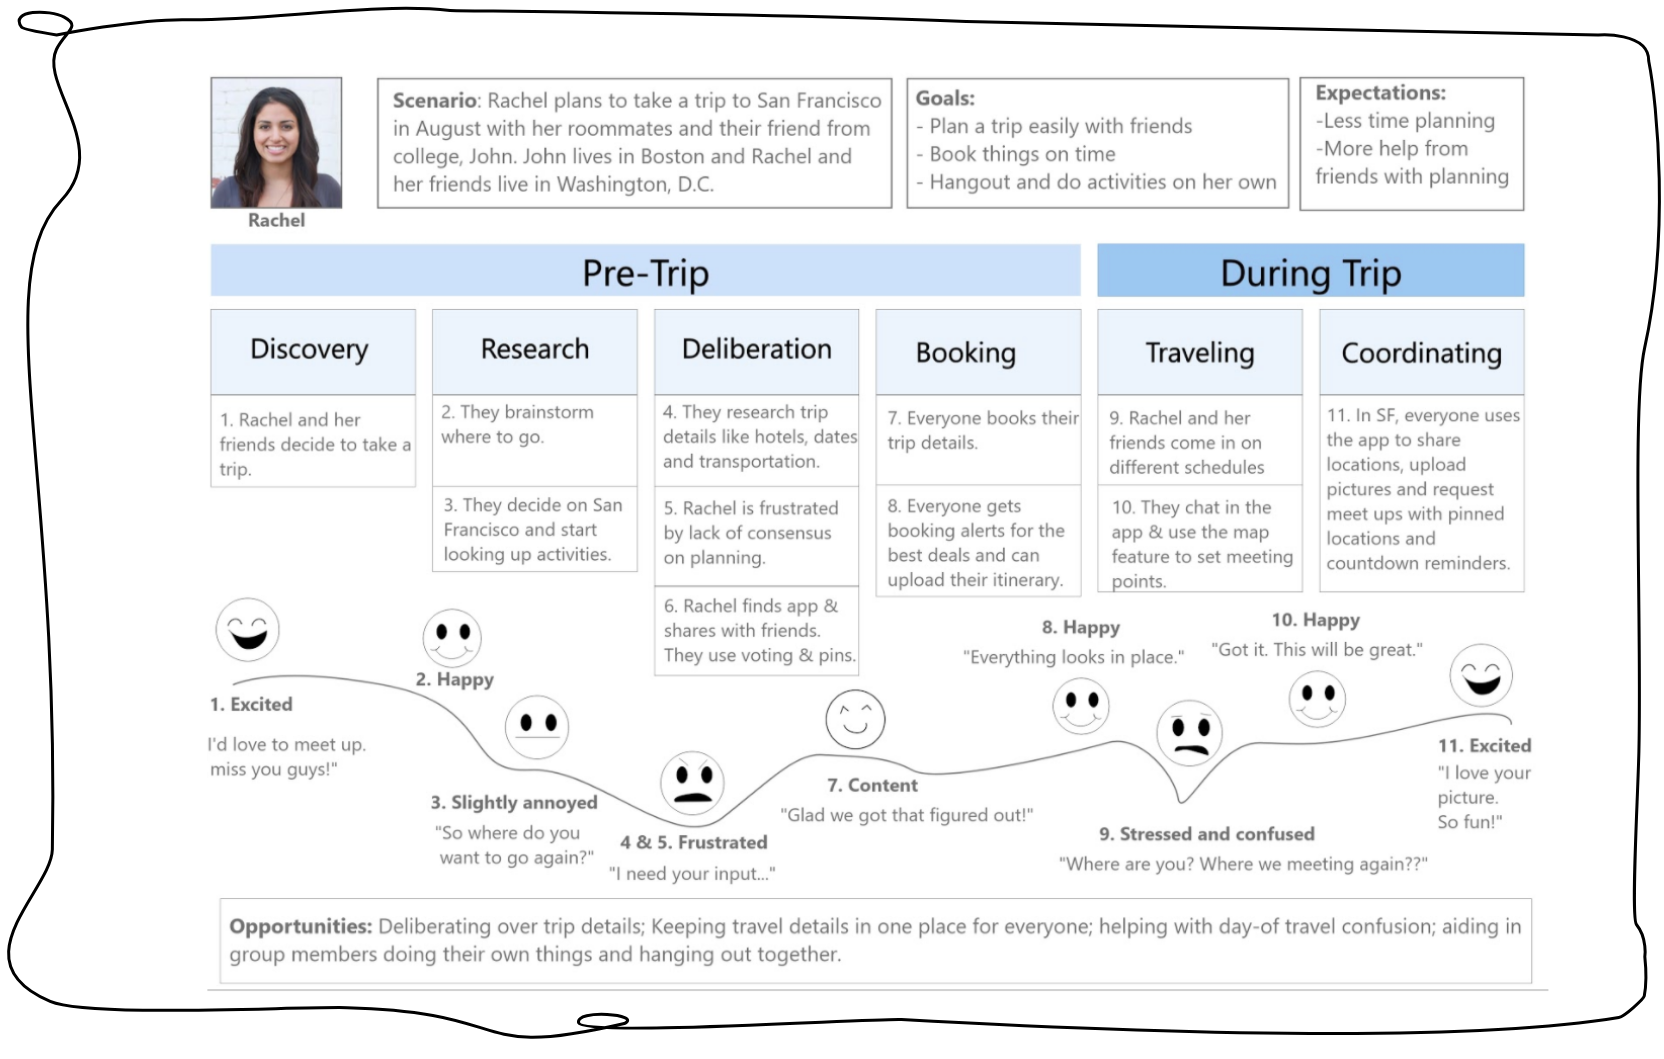 Rachel
Scenario: Rachel plans to take a trip to San Francisco
in August with her roommates and their friend from
college, John. John lives in Boston and Rachel and
her friends live in Washington, D.C.
Goals:
- Plan a trip easily with friends
- Book things on time
- Hangout and do activities on her own
Expectations:
-Less time planning
-More help from
friends with planning
Pre-Trip
During Trip
Discovery
1. Rachel and her
friends decide to take a
trip.
Research
2. They brainstorm
where to go.
3. They decide on San
Francisco and start
looking up activities.
Deliberation
4. They research trip
details like hotels, dates
and transportation.
5. Rachel is frustrated
by lack of consensus
on planning.
6. Rachel finds app &
shares with friends.
They use voting & pins.
Booking
7. Everyone books their
trip details.
8. Everyone gets
booking alerts for the
best deals and can
upload their itinerary.
Traveling
9. Rachel and her
friends come in on
different schedules
10. They chat in the
app & use the map
feature to set meeting
points.
Coordinating
11. In SF, everyone uses
the app to share
locations, upload
pictures and request
meet ups with pinned
locations and
countdown reminders.
1. Excited
I'd love to meet up.
miss you guys!"
2. Happy
3. Slightly annoyed
"So where do you
want to go again?"
4 & 5. Frustrated
"I need your input..."
7. Content
"Glad we got that figured out!"
8. Happy
"Everything looks in place."
9. Stressed and confused
"Where are you? Where we meeting again??"
10. Happy
"Got it. This will be great."
11. Excited
"I love your
picture.
So fun!"
Opportunities: Deliberating over trip details; Keeping travel details in one place for everyone; helping with day-of travel confusion; aiding in
group members doing their own things and hanging out together.